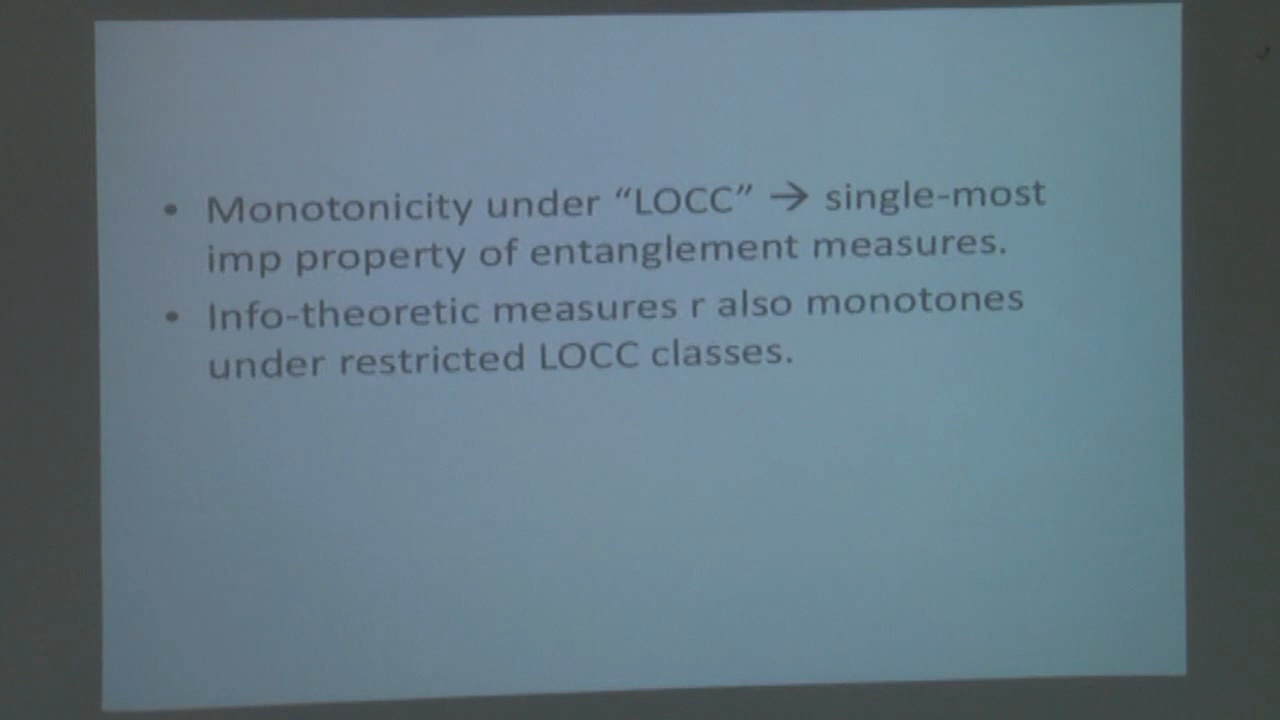 • Monotonicity under “LOCC” → single-most
imp property of entanglement measures.
• Info-theoretic measures r also monotones
under restricted LOCC classes.